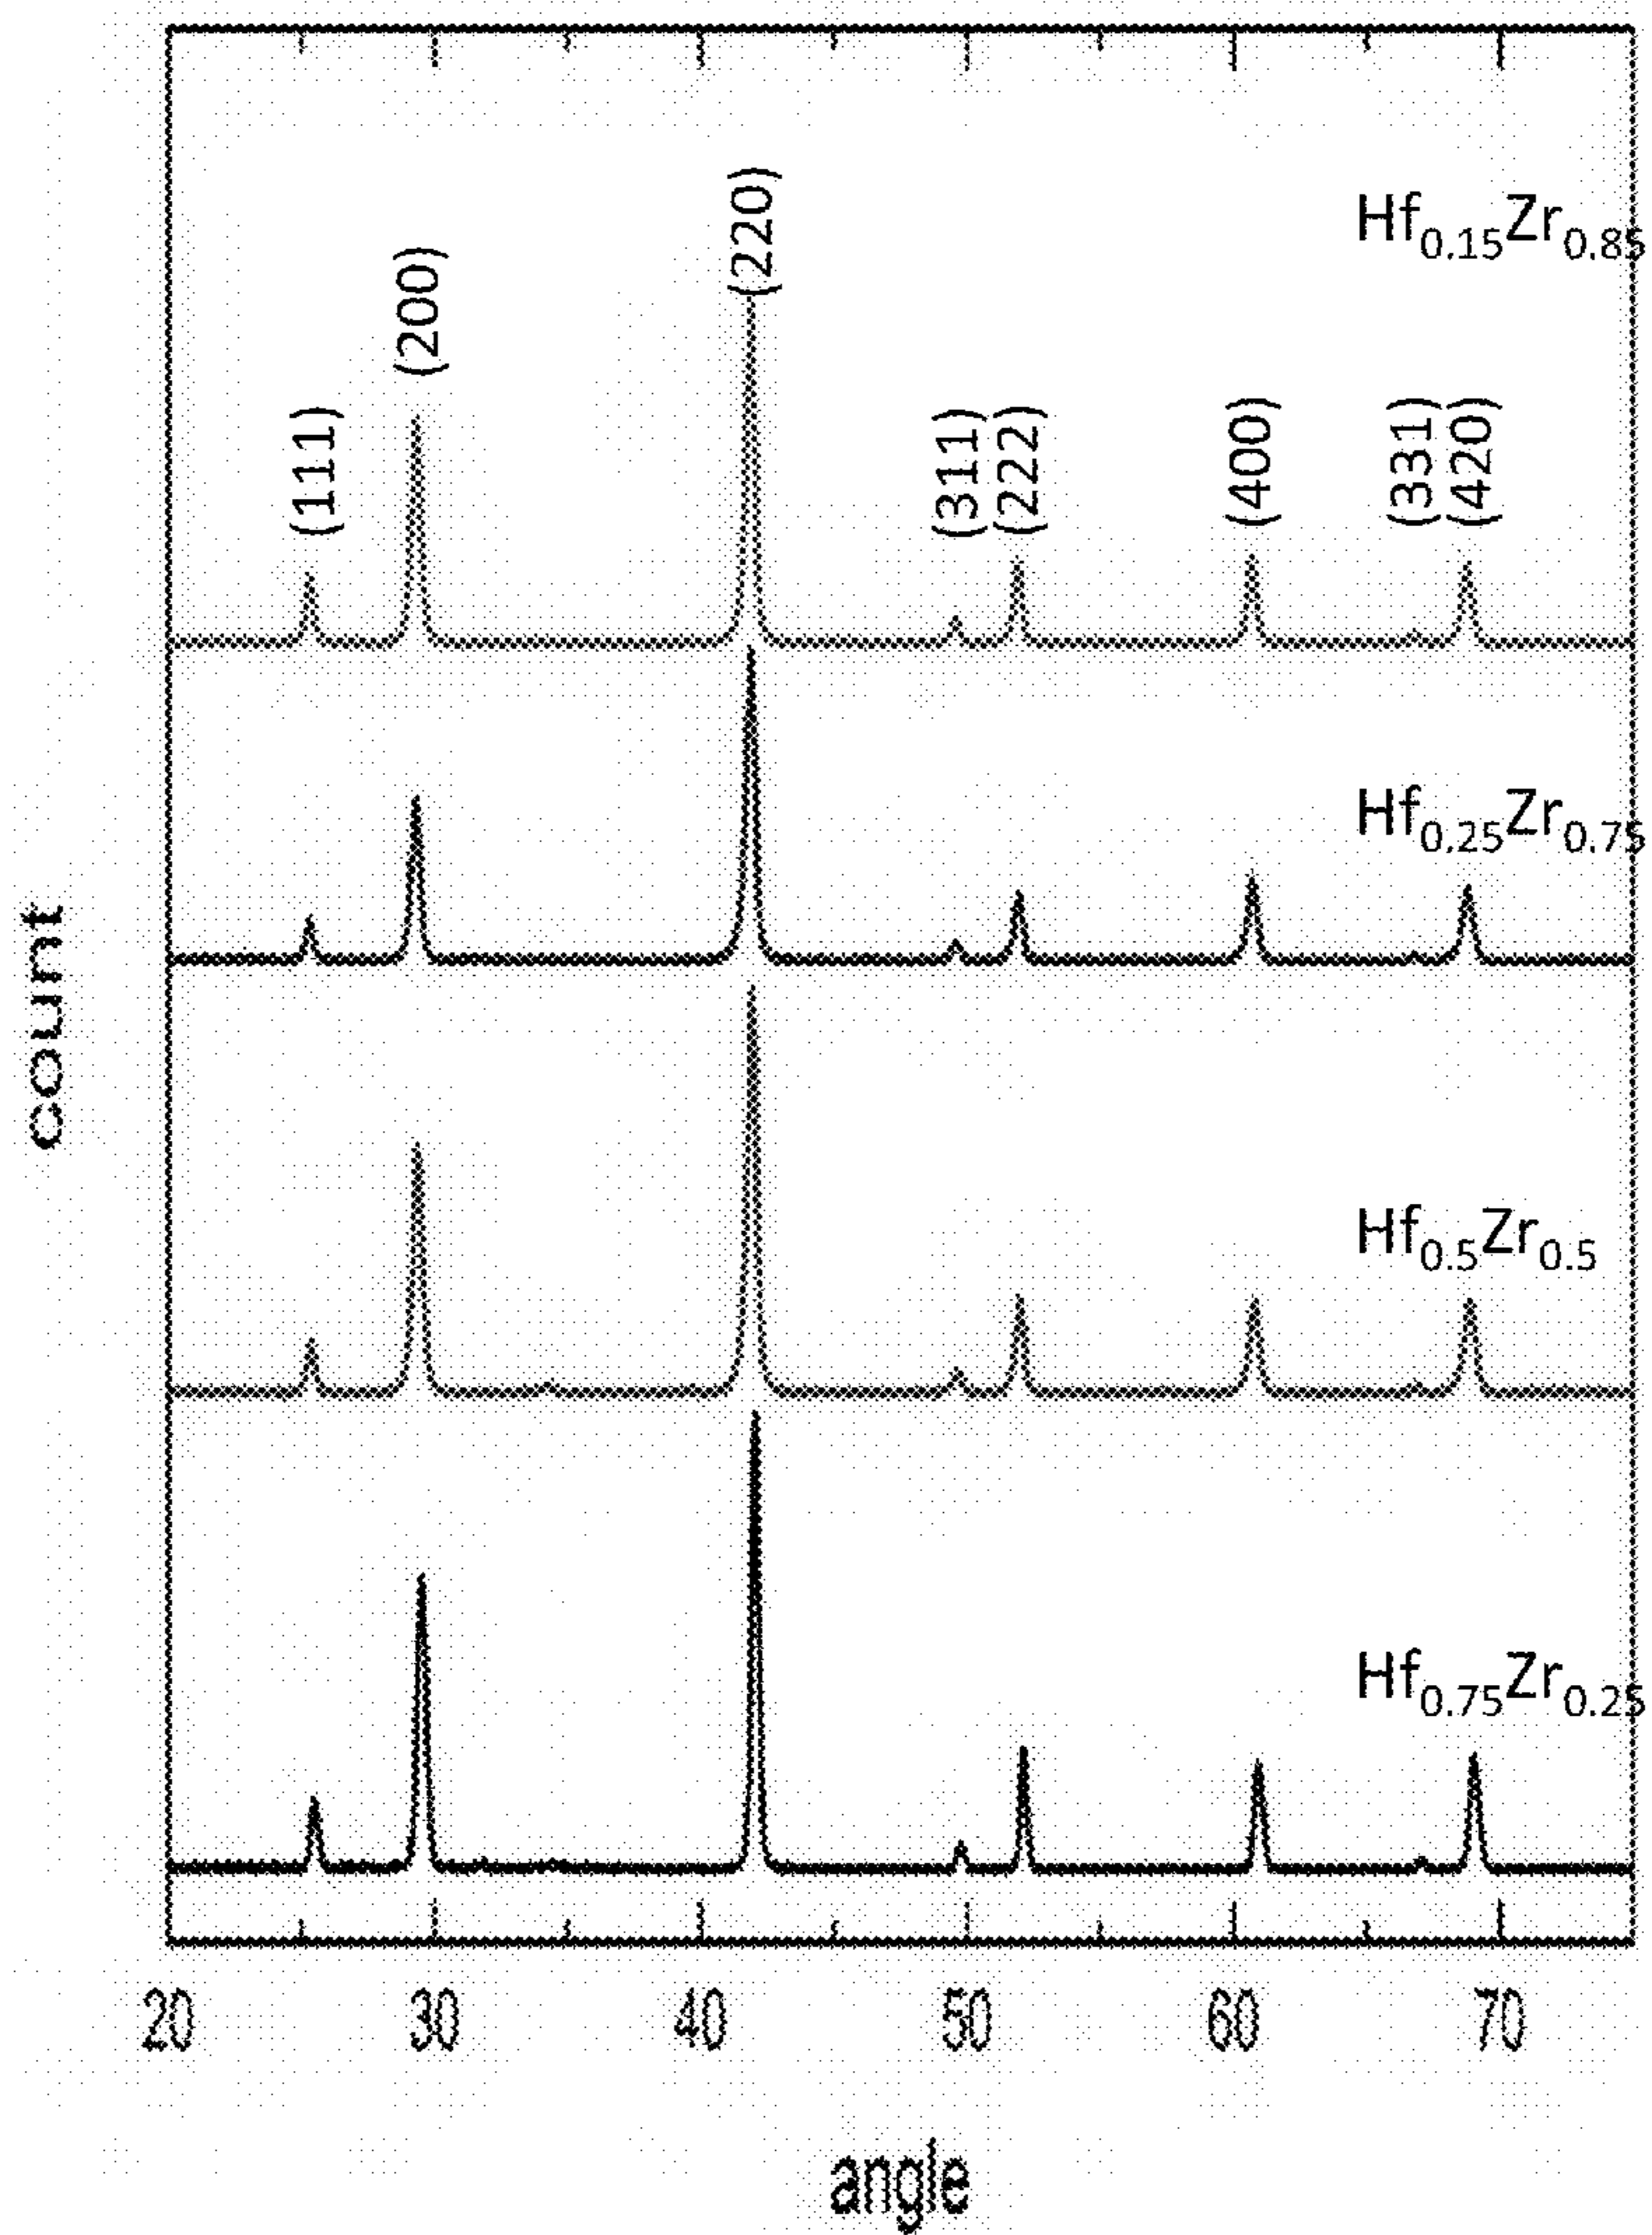 Hf0.15Zr0.85
(220)
(200)
(111)
(311)
(222)
(400)
(331)
(420)
Hf0.25Zr0.75
count
Hf0.5Zr0.5
Hf0.75Zr0.25
20 30 40 50 60 70
angle